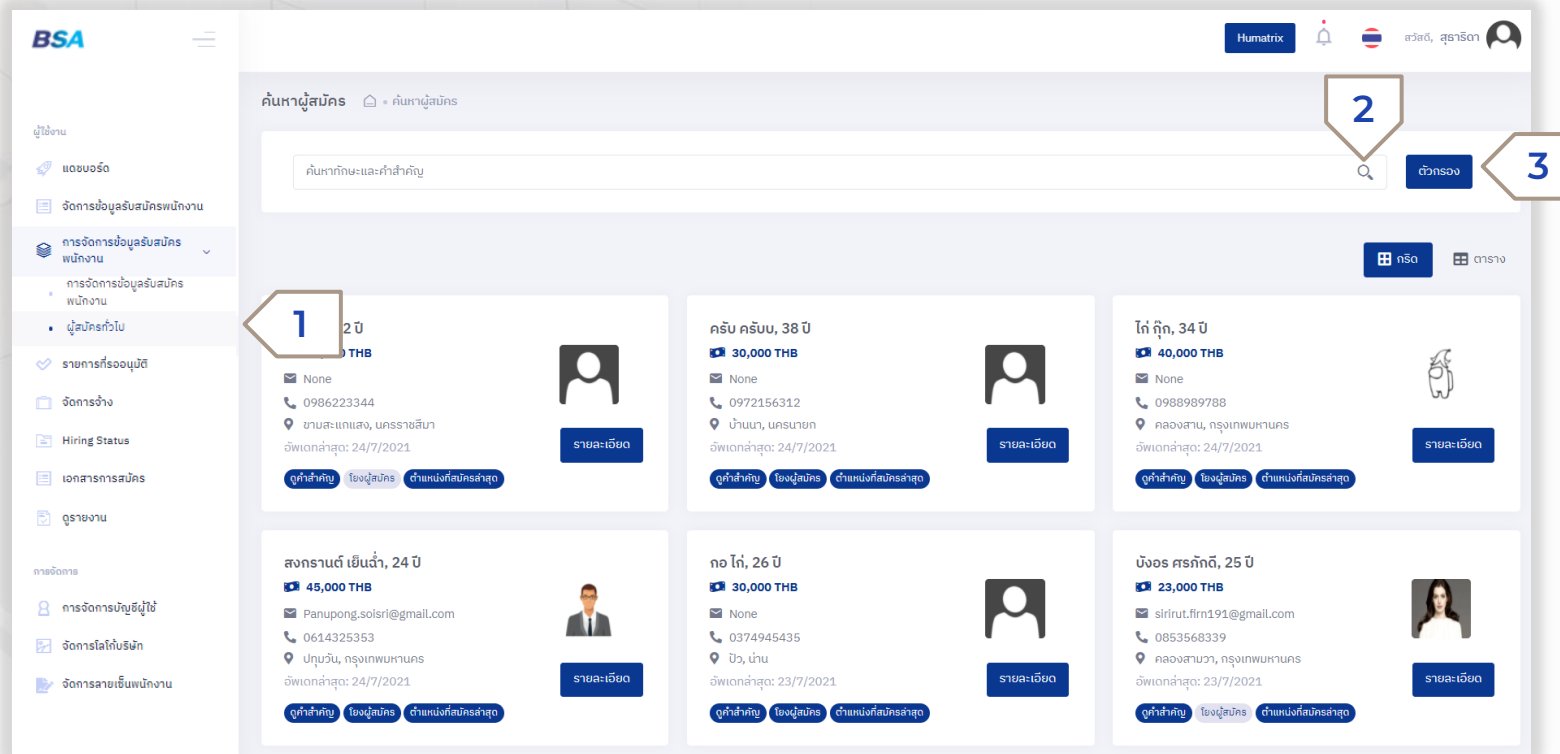 BSA
Humatrix
สวัสดี, สุธาริดา
ค้นหาผู้สมัคร ค้นหาผู้สมัคร
2
3
ค้นหาทักษะและคำสำคัญ
ตัวกรอง
กริด
ตาราง
ผู้ใช้งาน
แดชบอร์ด
จัดการข้อมูลรับสมัครพนักงาน
การจัดการข้อมูลรับสมัคร
พนักงาน
การจัดการข้อมูลรับสมัคร
พนักงาน
ผู้สมัครทั่วไป
รายการที่รออนุมัติ
จัดการจ้าง
Hiring Status
เอกสารการสมัคร
ดูรายงาน
การจัดการ
การจัดการบัญชีผู้ใช้
จัดการโลโก้บริษัท
จัดการลายเซ็นพนักงาน
1
2 ปี
THB
None
0986223344
ขามสะแกแสง, นครราชสีมา
อัพเดทล่าสุด: 24/7/2021
รายละเอียด
ดูคำสำคัญ โยงผู้สมัคร ตำแหน่งที่สมัครล่าสุด
ครับ ครับบ, 38 ปี
30,000 THB
None
0972156312
บ้านนา, นครนายก
อัพเดทล่าสุด: 24/7/2021
รายละเอียด
ดูคำสำคัญ โยงผู้สมัคร ตำแหน่งที่สมัครล่าสุด
ไก่ กุ๊ก, 34 ปี
40,000 THB
None
0988989788
คลองสาน, กรุงเทพมหานคร
อัพเดทล่าสุด: 24/7/2021
รายละเอียด
ดูคำสำคัญ โยงผู้สมัคร ตำแหน่งที่สมัครล่าสุด
สงกรานต์ เย็นฉ่ำ, 24 ปี
45,000 THB
Panupong.soisri@gmail.com
0614325353
ปทุมวัน, กรุงเทพมหานคร
อัพเดทล่าสุด: 24/7/2021
รายละเอียด
ดูคำสำคัญ โยงผู้สมัคร ตำแหน่งที่สมัครล่าสุด
กอ ไก่, 26 ปี
30,000 THB
None
0374945435
ปัว, น่าน
อัพเดทล่าสุด: 23/7/2021
รายละเอียด
ดูคำสำคัญ โยงผู้สมัคร ตำแหน่งที่สมัครล่าสุด
บังอร ศรภักดี, 25 ปี
23,000 THB
sirirut.firn191@gmail.com
0853568339
คลองสามวา, กรุงเทพมหานคร
อัพเดทล่าสุด: 23/7/2021
รายละเอียด
ดูคำสำคัญ โยงผู้สมัคร ตำแหน่งที่สมัครล่าสุด